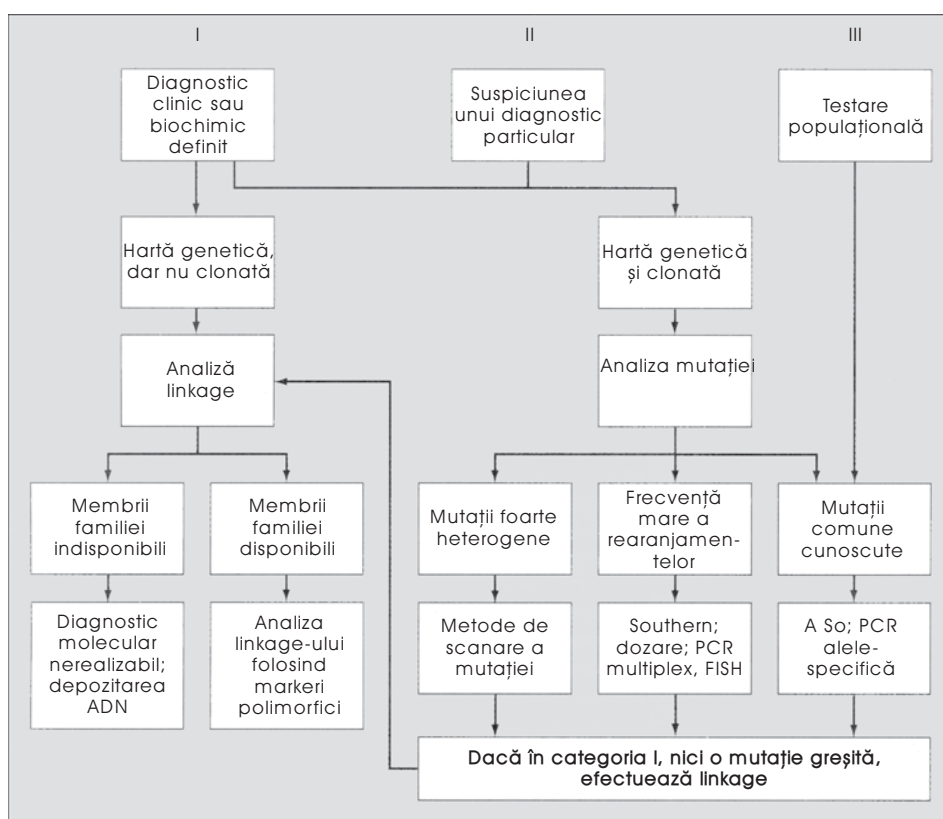 I
II
III
Diagnostic
clinic sau
biochimic
definit
Suspiciunea
unui diagnostic
particular
Testare
populațională
Hartă genetică,
dar nu clonată
Hartă genetică
și clonată
Analiză
linkage
Analiza mutației
Membrii
familiei
indisponibili
Membrii
familiei
disponibili
Mutații foarte
heterogene
Frecvență
mare a
rearanjamen-
telor
Mutații
comune
cunoscute
Diagnostic
molecular
nerealizabil;
depozitarea
ADN
Analiza
linkage-ului
folosind
markeri
polimorfici
Metode de
scanare a
mutației
Southern;
dozare; PCR
multiplex, FISH
A So; PCR
alele-
specifică
Dacă în categoria I, nici o mutație greșită,
efectuează linkage